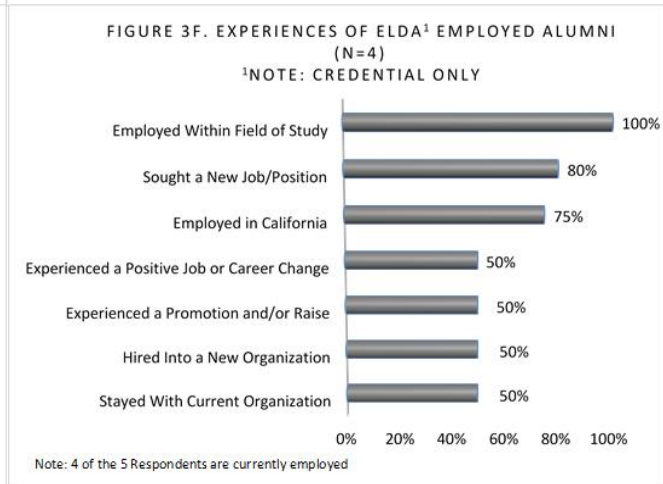 FIGURE 3F. EXPERIENCES OF ELDA¹ EMPLOYED ALUMNI
(N=4)
¹NOTE: CREDENTIAL ONLY
Employed Within Field of Study 100%
Sought a New Job/Position 80%
Employed in California 75%
Experienced a Positive Job or Career Change 50%
Experienced a Promotion and/or Raise 50%
Hired Into a New Organization 50%
Stayed With Current Organization 50%
0% 20% 40% 60% 80% 100%
Note: 4 of the 5 Respondents are currently employed